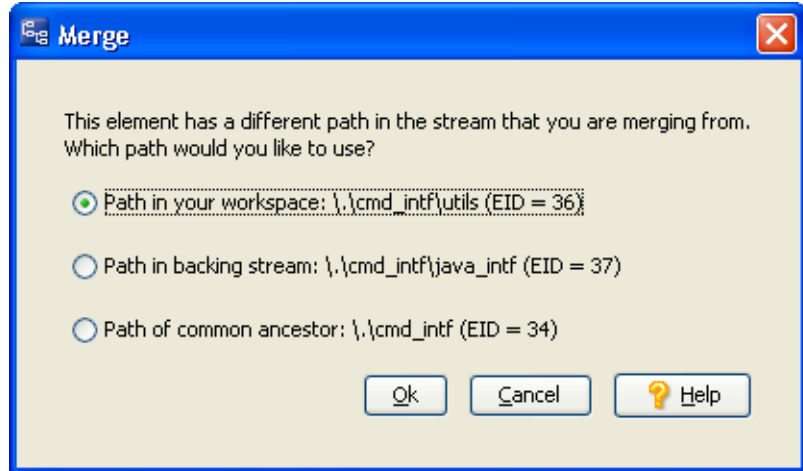 Merge
This element has a different path in the stream that you are merging from.
Which path would you like to use?
Path in your workspace: \.\cmd_intf\utils (EID = 36)
Path in backing stream: \.\cmd_intf\java_intf (EID = 37)
Path of common ancestor: \.\cmd_intf (EID = 34)
Ok Cancel Help